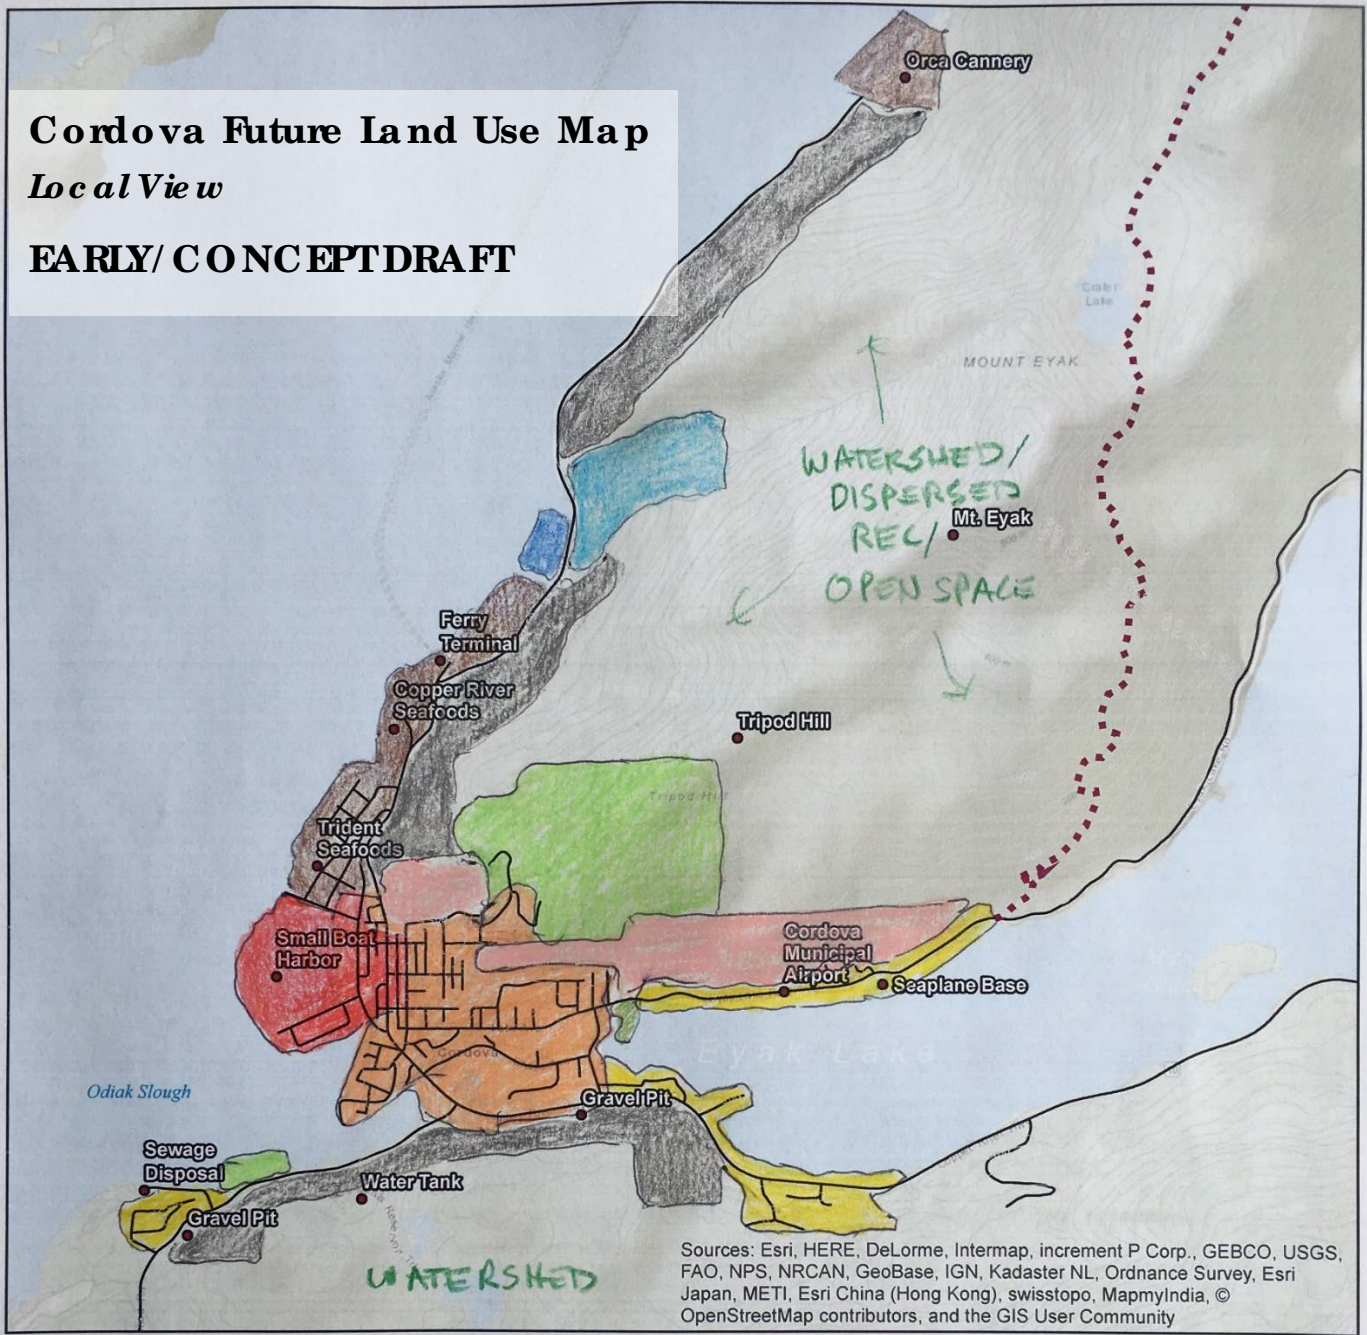 Cordova Future Land Use Map
Local View
EARLY/CONCEPT DRAFT
Orca Cannery
Crater
Lake
MOUNT EYAK
WATERSHED/
DISPERSED
REC/
OPEN SPACE
Mt. Eyak
Ferry
Terminal
Copper River
Seafoods
Tripod Hill
Tripod Hill
Trident
Seafoods
Small Boat
Harbor
Cordova
Municipal
Airport
Seaplane Base
Eyak Lake
Cordova
Odiak Slough
Gravel Pit
Sewage
Disposal
Water Tank
Gravel Pit
WATERSHED
Sources: Esri, HERE, DeLorme, Intermap, increment P Corp., GEBCO, USGS,
FAO, NPS, NRCAN, GeoBase, IGN, Kadaster NL, Ordnance Survey, Esri
Japan, METI, Esri China (Hong Kong), swisstopo, MapmyIndia, ©
OpenStreetMap contributors, and the GIS User Community